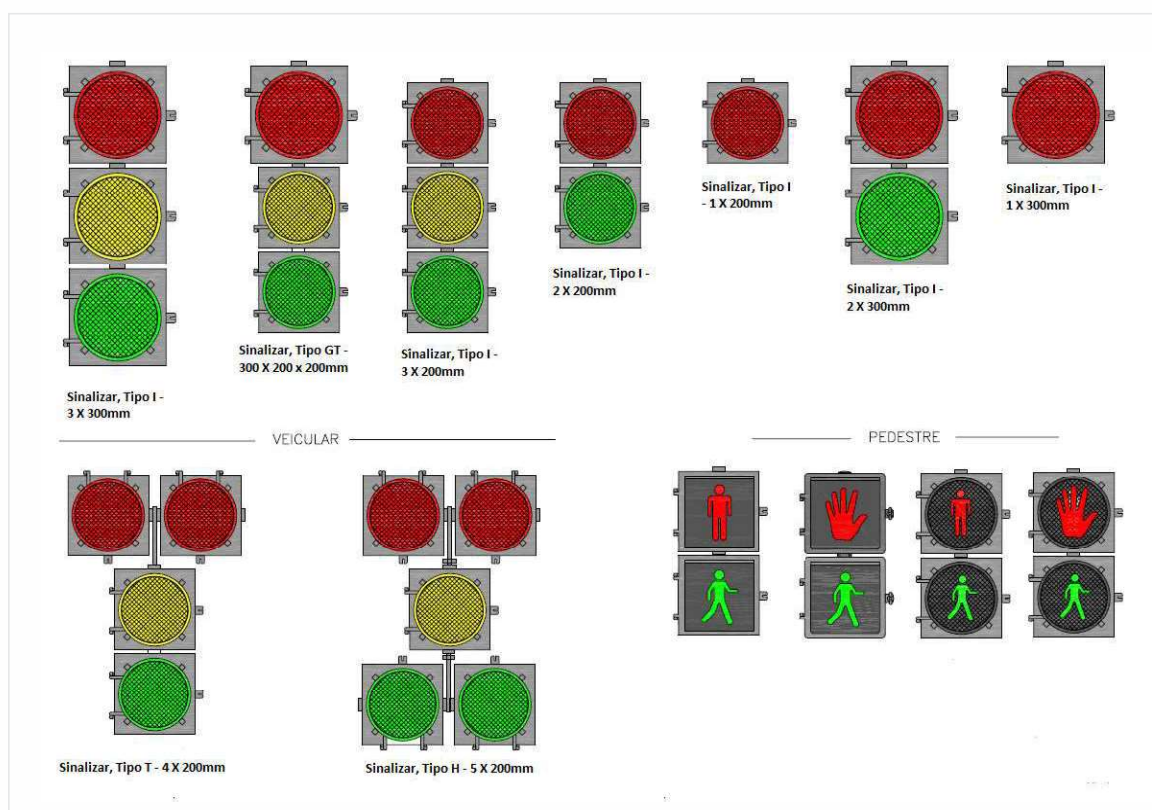 Sinalizar, Tipo I -
3 X 300mm
Sinalizar, Tipo GT -
300 X 200 x 200mm
Sinalizar, Tipo I -
3 X 200mm
Sinalizar, Tipo I -
2 X 200mm
Sinalizar, Tipo I
- 1 X 200mm
Sinalizar, Tipo I -
2 X 300mm
Sinalizar, Tipo I -
1 X 300mm
VEICULAR
PEDESTRE
Sinalizar, Tipo T - 4 X 200mm
Sinalizar, Tipo H - 5 X 200mm